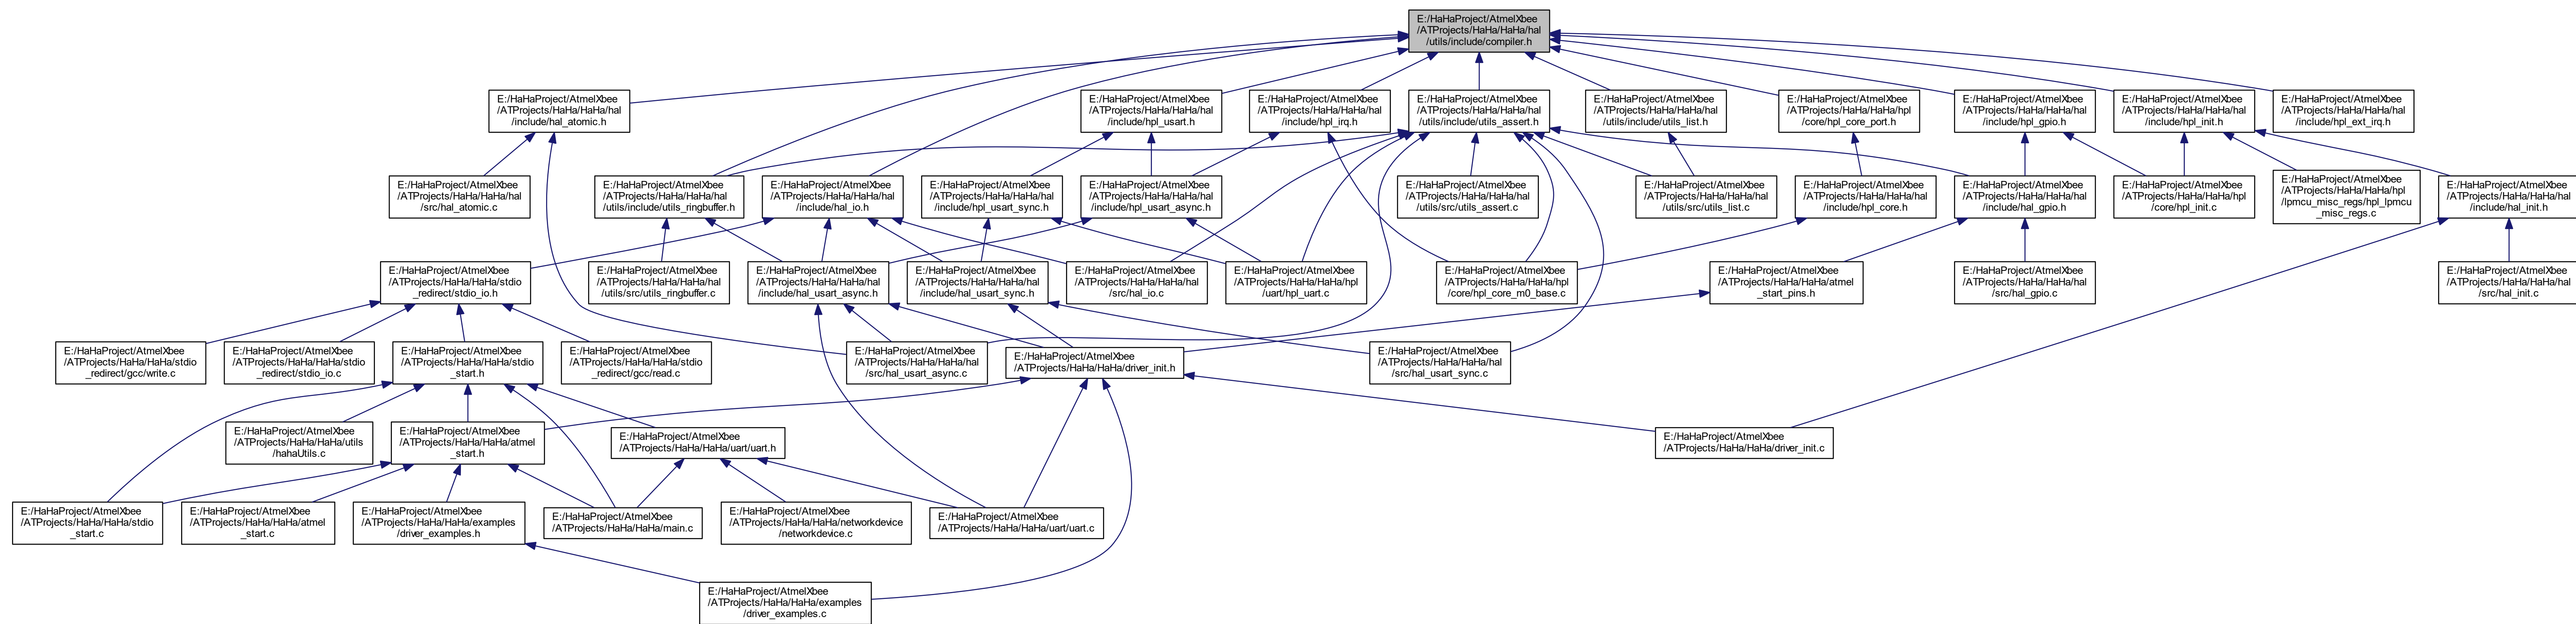 E:/HaHaProject/AtmelXbee
/ATProjects/HaHa/HaHa/hal
/utils/include/compiler.h
E:/HaHaProject/AtmelXbee
/ATProjects/HaHa/HaHa/hal
/include/hal_atomic.h
E:/HaHaProject/AtmelXbee
/ATProjects/HaHa/HaHa/hal
/include/hpl_usart.h
E:/HaHaProject/AtmelXbee
/ATProjects/HaHa/HaHa/hal
/include/hpl_irq.h
E:/HaHaProject/AtmelXbee
/ATProjects/HaHa/HaHa/hal
/utils/include/utils_assert.h
E:/HaHaProject/AtmelXbee
/ATProjects/HaHa/HaHa/hal
/utils/include/utils_list.h
E:/HaHaProject/AtmelXbee
/ATProjects/HaHa/HaHa/hpl
/core/hpl_core_port.h
E:/HaHaProject/AtmelXbee
/ATProjects/HaHa/HaHa/hal
/include/hpl_gpio.h
E:/HaHaProject/AtmelXbee
/ATProjects/HaHa/HaHa/hal
/include/hpl_init.h
E:/HaHaProject/AtmelXbee
/ATProjects/HaHa/HaHa/hal
/include/hpl_ext_irq.h
E:/HaHaProject/AtmelXbee
/ATProjects/HaHa/HaHa/hal
/src/hal_atomic.c
E:/HaHaProject/AtmelXbee
/ATProjects/HaHa/HaHa/hal
/utils/include/utils_ringbuffer.h
E:/HaHaProject/AtmelXbee
/ATProjects/HaHa/HaHa/hal
/include/hal_io.h
E:/HaHaProject/AtmelXbee
/ATProjects/HaHa/HaHa/hal
/include/hpl_usart_sync.h
E:/HaHaProject/AtmelXbee
/ATProjects/HaHa/HaHa/hal
/include/hpl_usart_async.h
E:/HaHaProject/AtmelXbee
/ATProjects/HaHa/HaHa/hal
/utils/src/utils_assert.c
E:/HaHaProject/AtmelXbee
/ATProjects/HaHa/HaHa/hal
/utils/src/utils_list.c
E:/HaHaProject/AtmelXbee
/ATProjects/HaHa/HaHa/hal
/include/hpl_core.h
E:/HaHaProject/AtmelXbee
/ATProjects/HaHa/HaHa/hal
/include/hal_gpio.h
E:/HaHaProject/AtmelXbee
/ATProjects/HaHa/HaHa/hpl
/core/hpl_init.c
E:/HaHaProject/AtmelXbee
/ATProjects/HaHa/HaHa/hpl
/lpmcu_misc_regs/hpl_lpmcu
_misc_regs.c
E:/HaHaProject/AtmelXbee
/ATProjects/HaHa/HaHa/hal
/include/hal_init.h
E:/HaHaProject/AtmelXbee
/ATProjects/HaHa/HaHa/stdio
_redirect/stdio_io.h
E:/HaHaProject/AtmelXbee
/ATProjects/HaHa/HaHa/hal
/utils/src/utils_ringbuffer.c
E:/HaHaProject/AtmelXbee
/ATProjects/HaHa/HaHa/hal
/include/hal_usart_async.h
E:/HaHaProject/AtmelXbee
/ATProjects/HaHa/HaHa/hal
/include/hal_usart_sync.h
E:/HaHaProject/AtmelXbee
/ATProjects/HaHa/HaHa/hal
/src/hal_io.c
E:/HaHaProject/AtmelXbee
/ATProjects/HaHa/HaHa/hpl
/uart/hpl_uart.c
E:/HaHaProject/AtmelXbee
/ATProjects/HaHa/HaHa/hpl
/core/hpl_core_m0_base.c
E:/HaHaProject/AtmelXbee
/ATProjects/HaHa/HaHa/atmel
_start_pins.h
E:/HaHaProject/AtmelXbee
/ATProjects/HaHa/HaHa/hal
/src/hal_gpio.c
E:/HaHaProject/AtmelXbee
/ATProjects/HaHa/HaHa/hal
/src/hal_init.c
E:/HaHaProject/AtmelXbee
/ATProjects/HaHa/HaHa/stdio
_redirect/gcc/write.c
E:/HaHaProject/AtmelXbee
/ATProjects/HaHa/HaHa/stdio
_redirect/stdio_io.c
E:/HaHaProject/AtmelXbee
/ATProjects/HaHa/HaHa/stdio
_start.h
E:/HaHaProject/AtmelXbee
/ATProjects/HaHa/HaHa/stdio
_redirect/gcc/read.c
E:/HaHaProject/AtmelXbee
/ATProjects/HaHa/HaHa/hal
/src/hal_usart_async.c
E:/HaHaProject/AtmelXbee
/ATProjects/HaHa/HaHa/driver_init.h
E:/HaHaProject/AtmelXbee
/ATProjects/HaHa/HaHa/hal
/src/hal_usart_sync.c
E:/HaHaProject/AtmelXbee
/ATProjects/HaHa/HaHa/utils
/hahaUtils.c
E:/HaHaProject/AtmelXbee
/ATProjects/HaHa/HaHa/atmel
_start.h
E:/HaHaProject/AtmelXbee
/ATProjects/HaHa/HaHa/uart/uart.h
E:/HaHaProject/AtmelXbee
/ATProjects/HaHa/HaHa/driver_init.c
E:/HaHaProject/AtmelXbee
/ATProjects/HaHa/HaHa/stdio
_start.c
E:/HaHaProject/AtmelXbee
/ATProjects/HaHa/HaHa/atmel
_start.c
E:/HaHaProject/AtmelXbee
/ATProjects/HaHa/HaHa/examples
/driver_examples.h
E:/HaHaProject/AtmelXbee
/ATProjects/HaHa/HaHa/main.c
E:/HaHaProject/AtmelXbee
/ATProjects/HaHa/HaHa/networkdevice
/networkdevice.c
E:/HaHaProject/AtmelXbee
/ATProjects/HaHa/HaHa/uart/uart.c
E:/HaHaProject/AtmelXbee
/ATProjects/HaHa/HaHa/examples
/driver_examples.c